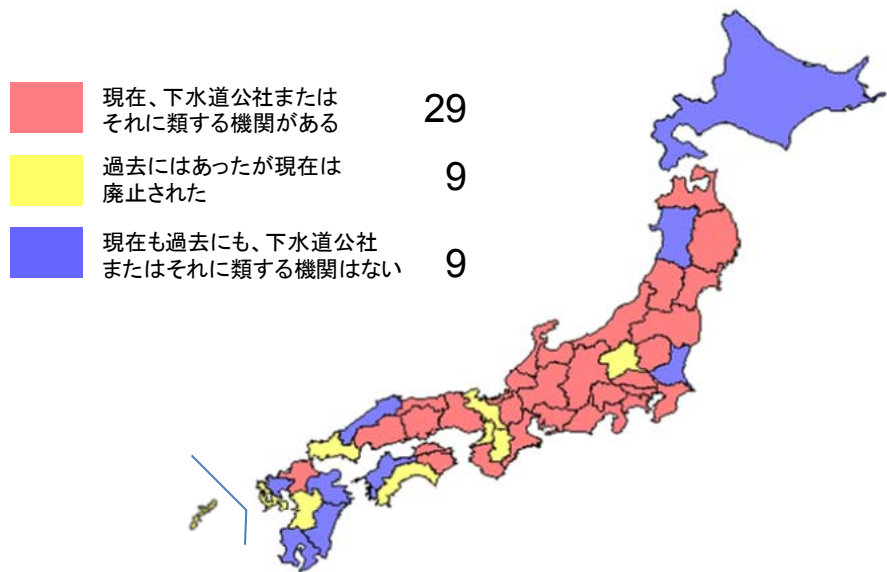 現在、下水道公社または
それに類する機関がある
29
過去にはあったが現在は
廃止された
9
現在も過去にも、下水道公社
またはそれに類する機関はない
9